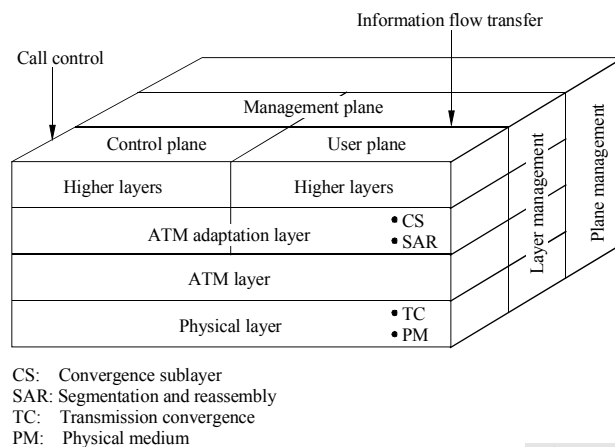 Information flow transfer
Call control
Management plane
Control plane
User plane
Higher layers
Higher layers
CS
ATM adaptation layer
SAR
ATM layer
TC
Physical layer
PM
Layer management
Plane management
CS: Convergence sublayer
SAR: Segmentation and reassembly
TC: Transmission convergence
PM: Physical medium